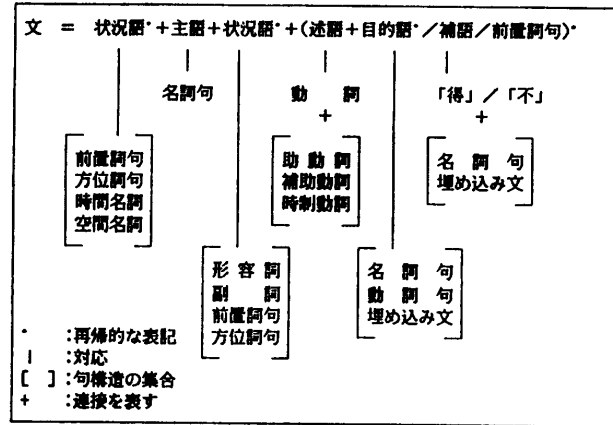 文 = 状況語*+主語+状況語*+(述語+目的語*/補語/前置詞句)*
名詞句 動 詞 「得」/「不」
+ +
前置詞句
方位詞句
時間名詞
空間名詞
助 動 詞
補助動詞
時制動詞
名 詞 句
埋め込み文
形 容 詞
副 詞
前置詞句
方位詞句
名 詞 句
動 詞 句
埋め込み文
* :再帰的な表記
| :対応
[ ] :句構造の集合
+ :連接を表す